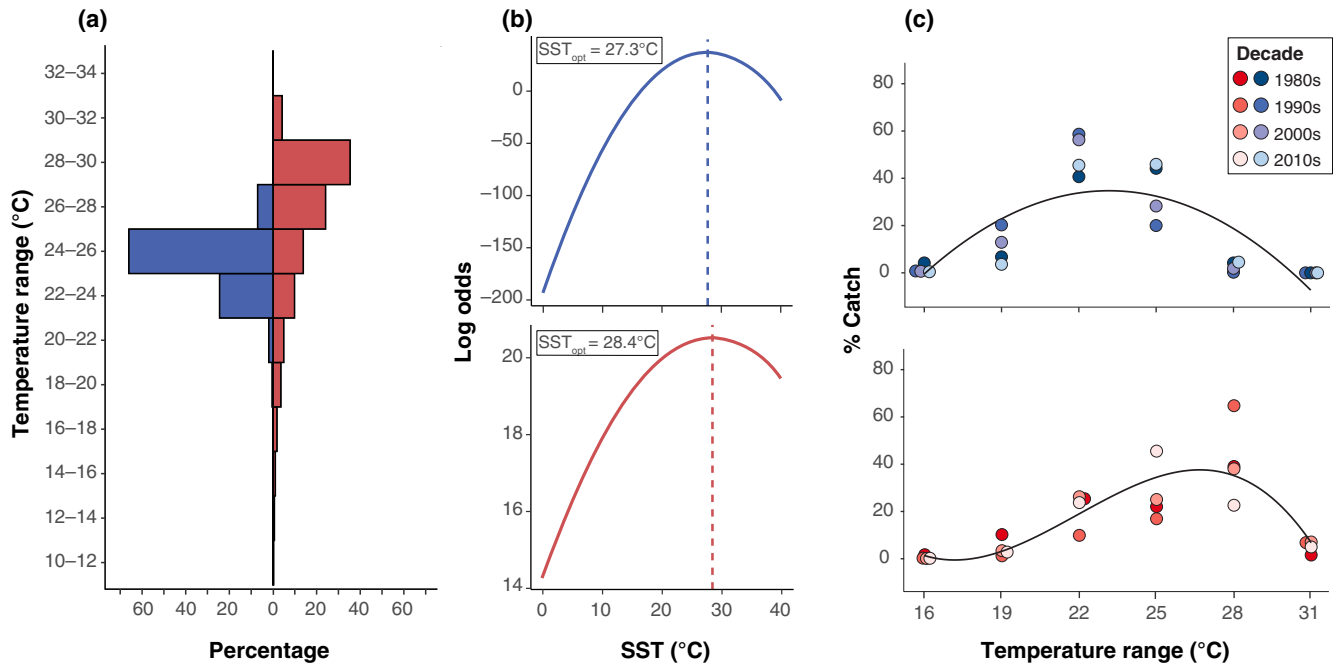 (a)
32–34
30–32
28–30
26–28
24–26
22–24
20–22
18–20
16–18
14–16
12–14
10–12
Temperature range (°C)
60 40 20 0 20 40 60
Percentage
(b)
SSTopt = 27.3°C
0
−50
−100
−150
−200
Log odds
SSTopt = 28.4°C
20
18
16
14
0 10 20 30 40
SST (°C)
(c)
Decade
1980s
1990s
2000s
2010s
80
60
40
20
0
% Catch
80
60
40
20
0
16 19 22 25 28 31
Temperature range (°C)